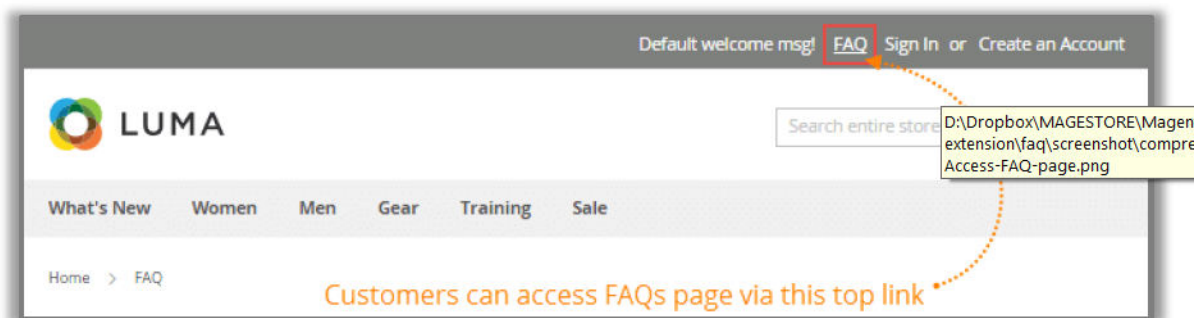 Default welcome msg! FAQ Sign In or Create an Account
LUMA
Search entire store
D:\Dropbox\MAGESTORE\Magen
extension\faq\screenshot\compre
Access-FAQ-page.png
What's New Women Men Gear Training Sale
Home > FAQ
Customers can access FAQs page via this top link